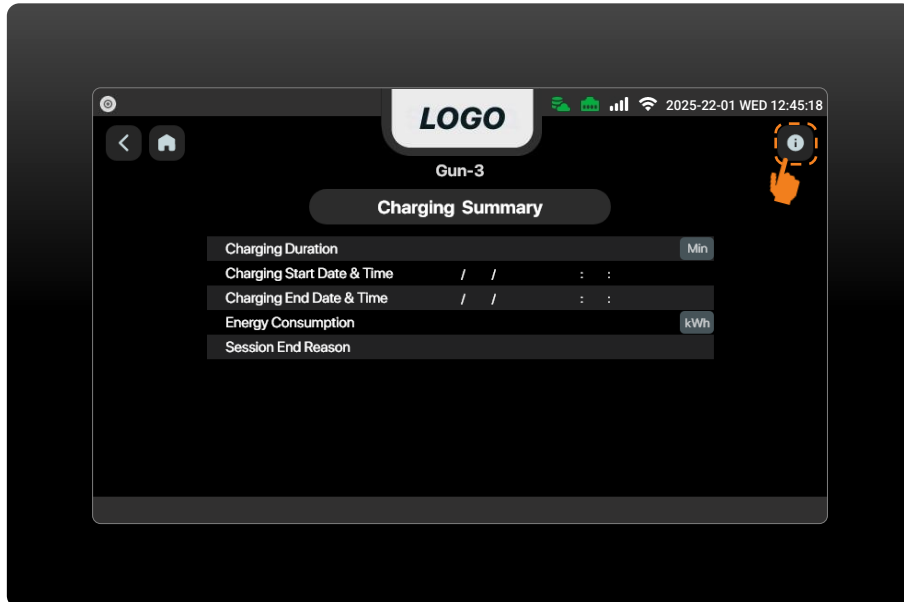 LOGO
2025-22-01 WED 12:45:18
Gun-3
Charging Summary
Charging Duration Min
Charging Start Date & Time / / : :
Charging End Date & Time / / : :
Energy Consumption kWh
Session End Reason